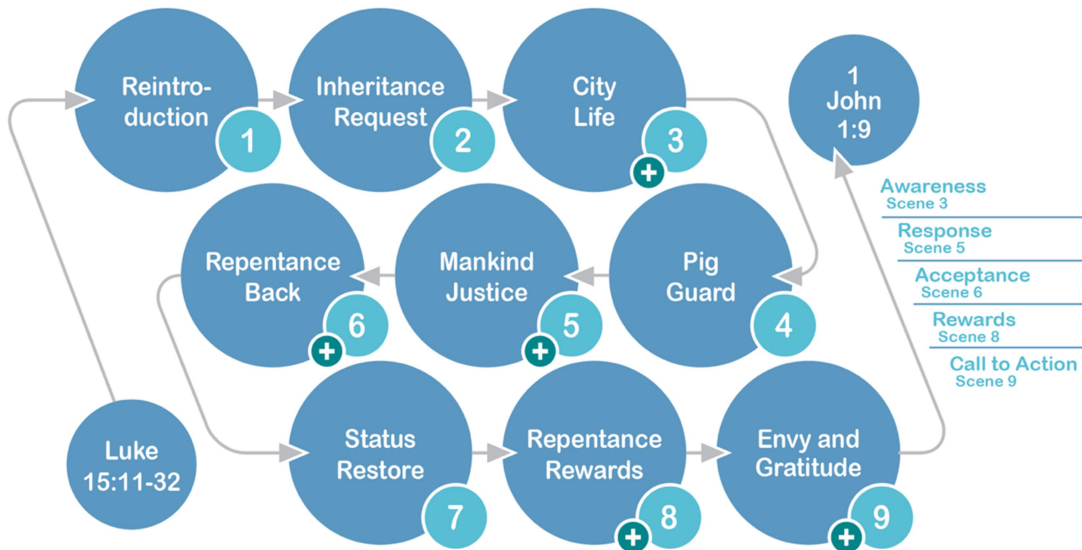 Reintro-
duction
1
Inheritance
Request
2
City
Life
3
+
1
John
1:9
Awareness
Scene 3
Response
Scene 5
Acceptance
Scene 6
Rewards
Scene 8
Call to Action
Scene 9
Pig
Guard
4
Mankind
Justice
5
+
Repentance
Back
6
+
Luke
15:11-32
Status
Restore
7
Repentance
Rewards
8
+
Envy and
Gratitude
9
+